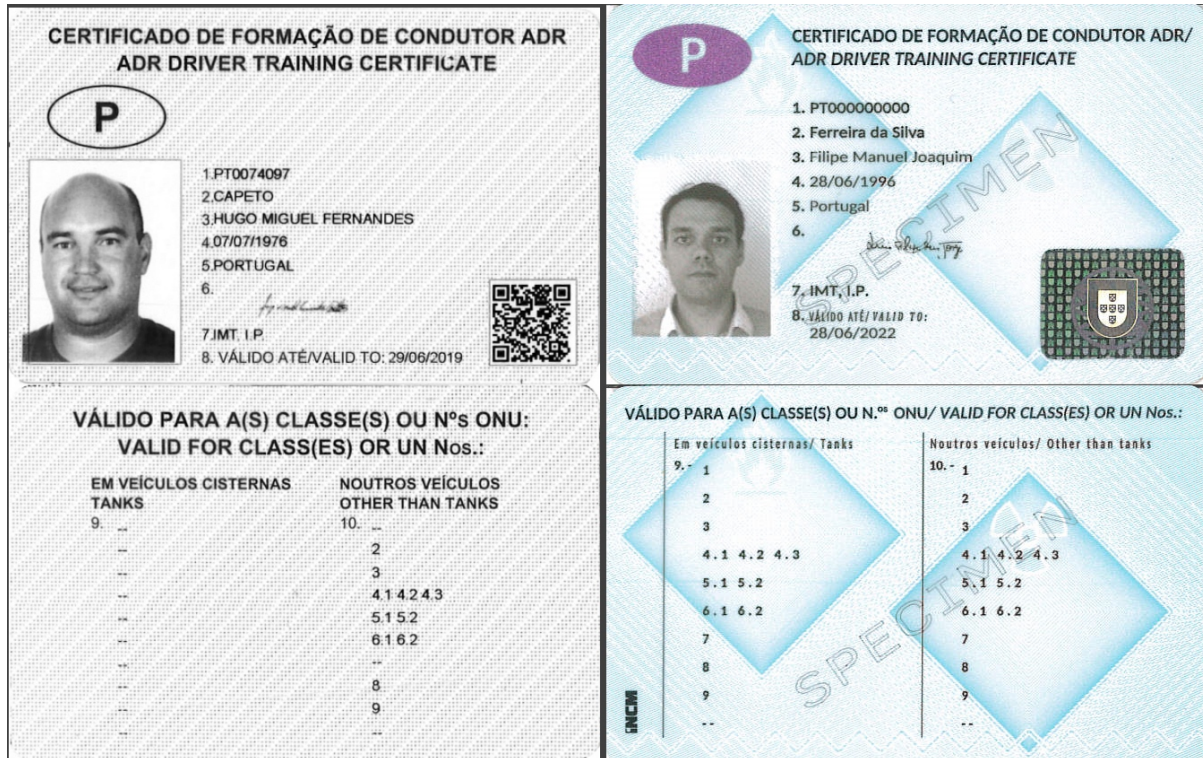 CERTIFICADO DE FORMAÇÃO DE CONDUTOR ADR
ADR DRIVER TRAINING CERTIFICATE
P
1.PT0074097
2.CAPETO
3.HUGO MIGUEL FERNANDES
4.07/07/1976
5.PORTUGAL
6.
7.IMT, I.P.
8. VÁLIDO ATÉ/VALID TO: 29/06/2019
VÁLIDO PARA A(S) CLASSE(S) OU NºS ONU:
VALID FOR CLASS(ES) OR UN Nos.:
EM VEÍCULOS CISTERNAS
TANKS
9. --
--
--
--
--
--
--
--
--
NOUTROS VEÍCULOS
OTHER THAN TANKS
10. --
2
3
4.1 4.2 4.3
5.1 5.2
6.1 6.2
--
8
9
--
CERTIFICADO DE FORMAÇÃO DE CONDUTOR ADR/
ADR DRIVER TRAINING CERTIFICATE
P
1. PT000000000
2. Ferreira da Silva
3. Filipe Manuel Joaquim
4. 28/06/1996
5. Portugal
6.
7. IMT, I.P.
8. VÁLIDO ATÉ/VALID TO:
28/06/2022
SPECIMEN
VÁLIDO PARA A(S) CLASSE(S) OU N.ºs ONU/ VALID FOR CLASS(ES) OR UN Nos.:
Em veículos cisternas/ Tanks
9. - 1
2
3
4.1 4.2 4.3
5.1 5.2
6.1 6.2
7
8
9
--
Noutros veículos/ Other than tanks
10. - 1
2
3
4.1 4.2 4.3
5.1 5.2
6.1 6.2
7
8
9
--
SPECIMEN
INCM